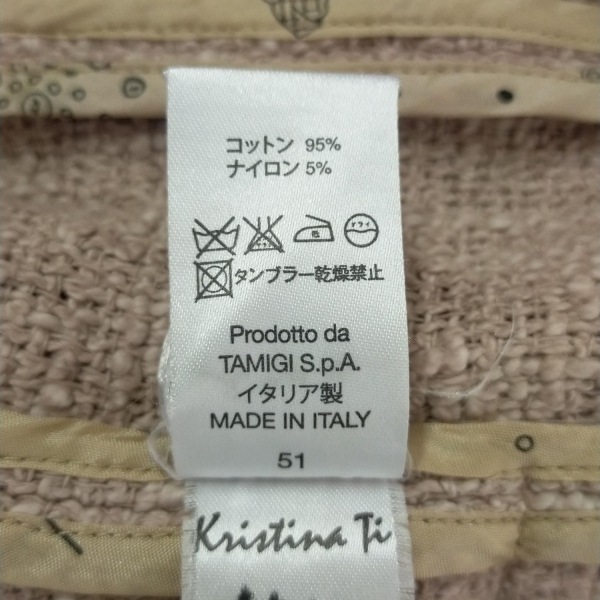 コットン 95%
ナイロン 5%
タンブラー乾燥禁止
Prodotto da
TAMIGI S.p.A.
イタリア製
MADE IN ITALY
51
Kristina Ti